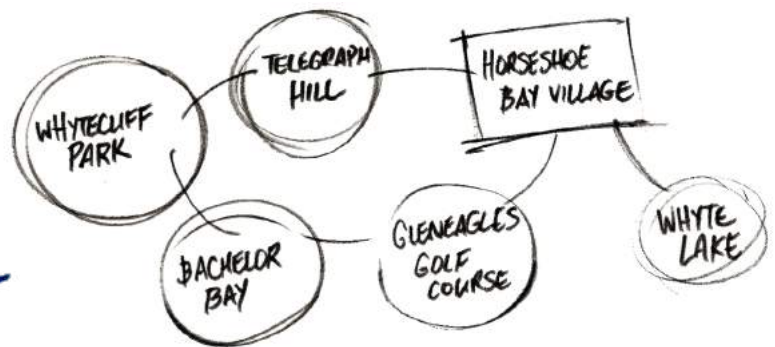 TELEGRAPH
HILL
HORSESHOE
BAY VILLAGE
WHYTECLIFF
PARK
BACHELOR
BAY
GLENEAGLES
GOLF
COURSE
WHYTE
LAKE